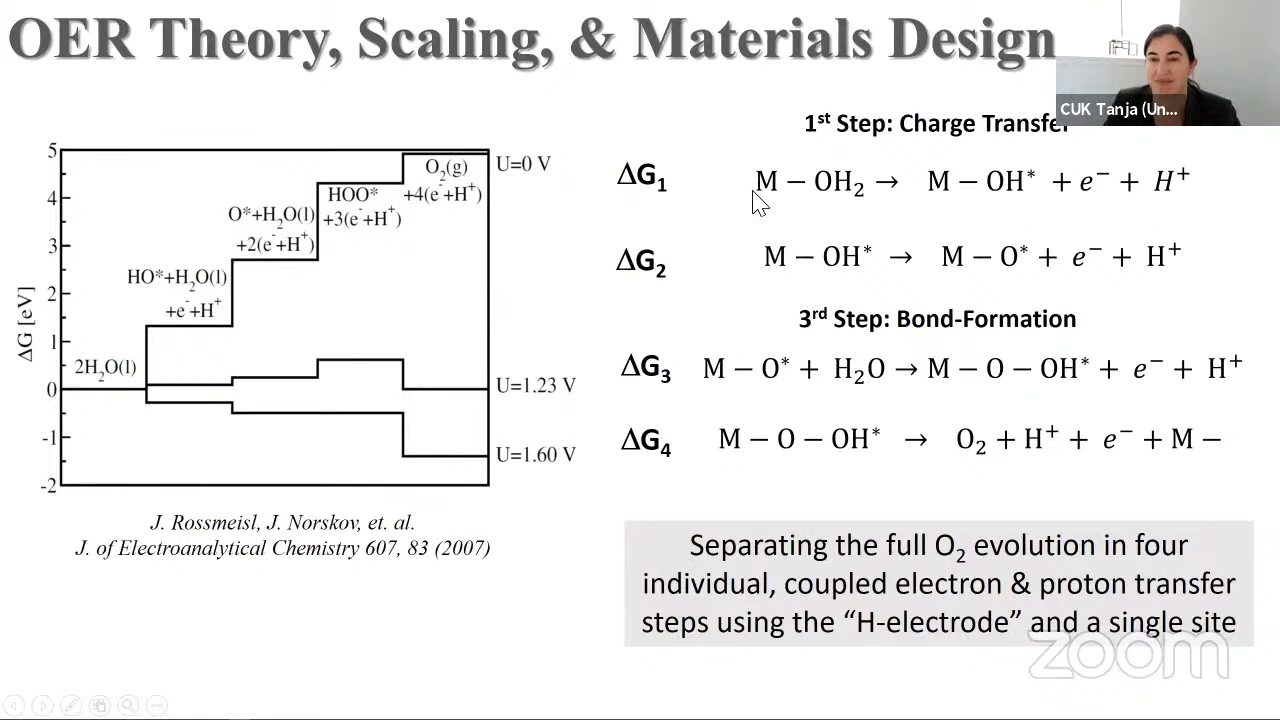 OER Theory, Scaling, & Materials Design
CUK Tanja (Un...
1st Step: Charge Transfer
ΔG1 M − OH2 → M − OH* + e− + H+
ΔG2 M − OH* → M − O* + e− + H+
3rd Step: Bond-Formation
ΔG3 M − O* + H2O → M − O − OH* + e− + H+
ΔG4 M − O − OH* → O2 + H+ + e− + M −
ΔG [eV]
5
4
3
2
1
0
-1
-2
2H2O(l)
HO*+H2O(l)
+e-+H+
O*+H2O(l)
+2(e-+H+)
HOO*
+3(e-+H+)
O2(g)
+4(e-+H+)
U=0 V
U=1.23 V
U=1.60 V
J. Rossmeisl, J. Norskov, et. al.
J. of Electroanalytical Chemistry 607, 83 (2007)
Separating the full O2 evolution in four
individual, coupled electron & proton transfer
steps using the “H-electrode” and a single site
zoom